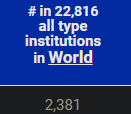 # in 22,816
all type
institutions
in World
2,381